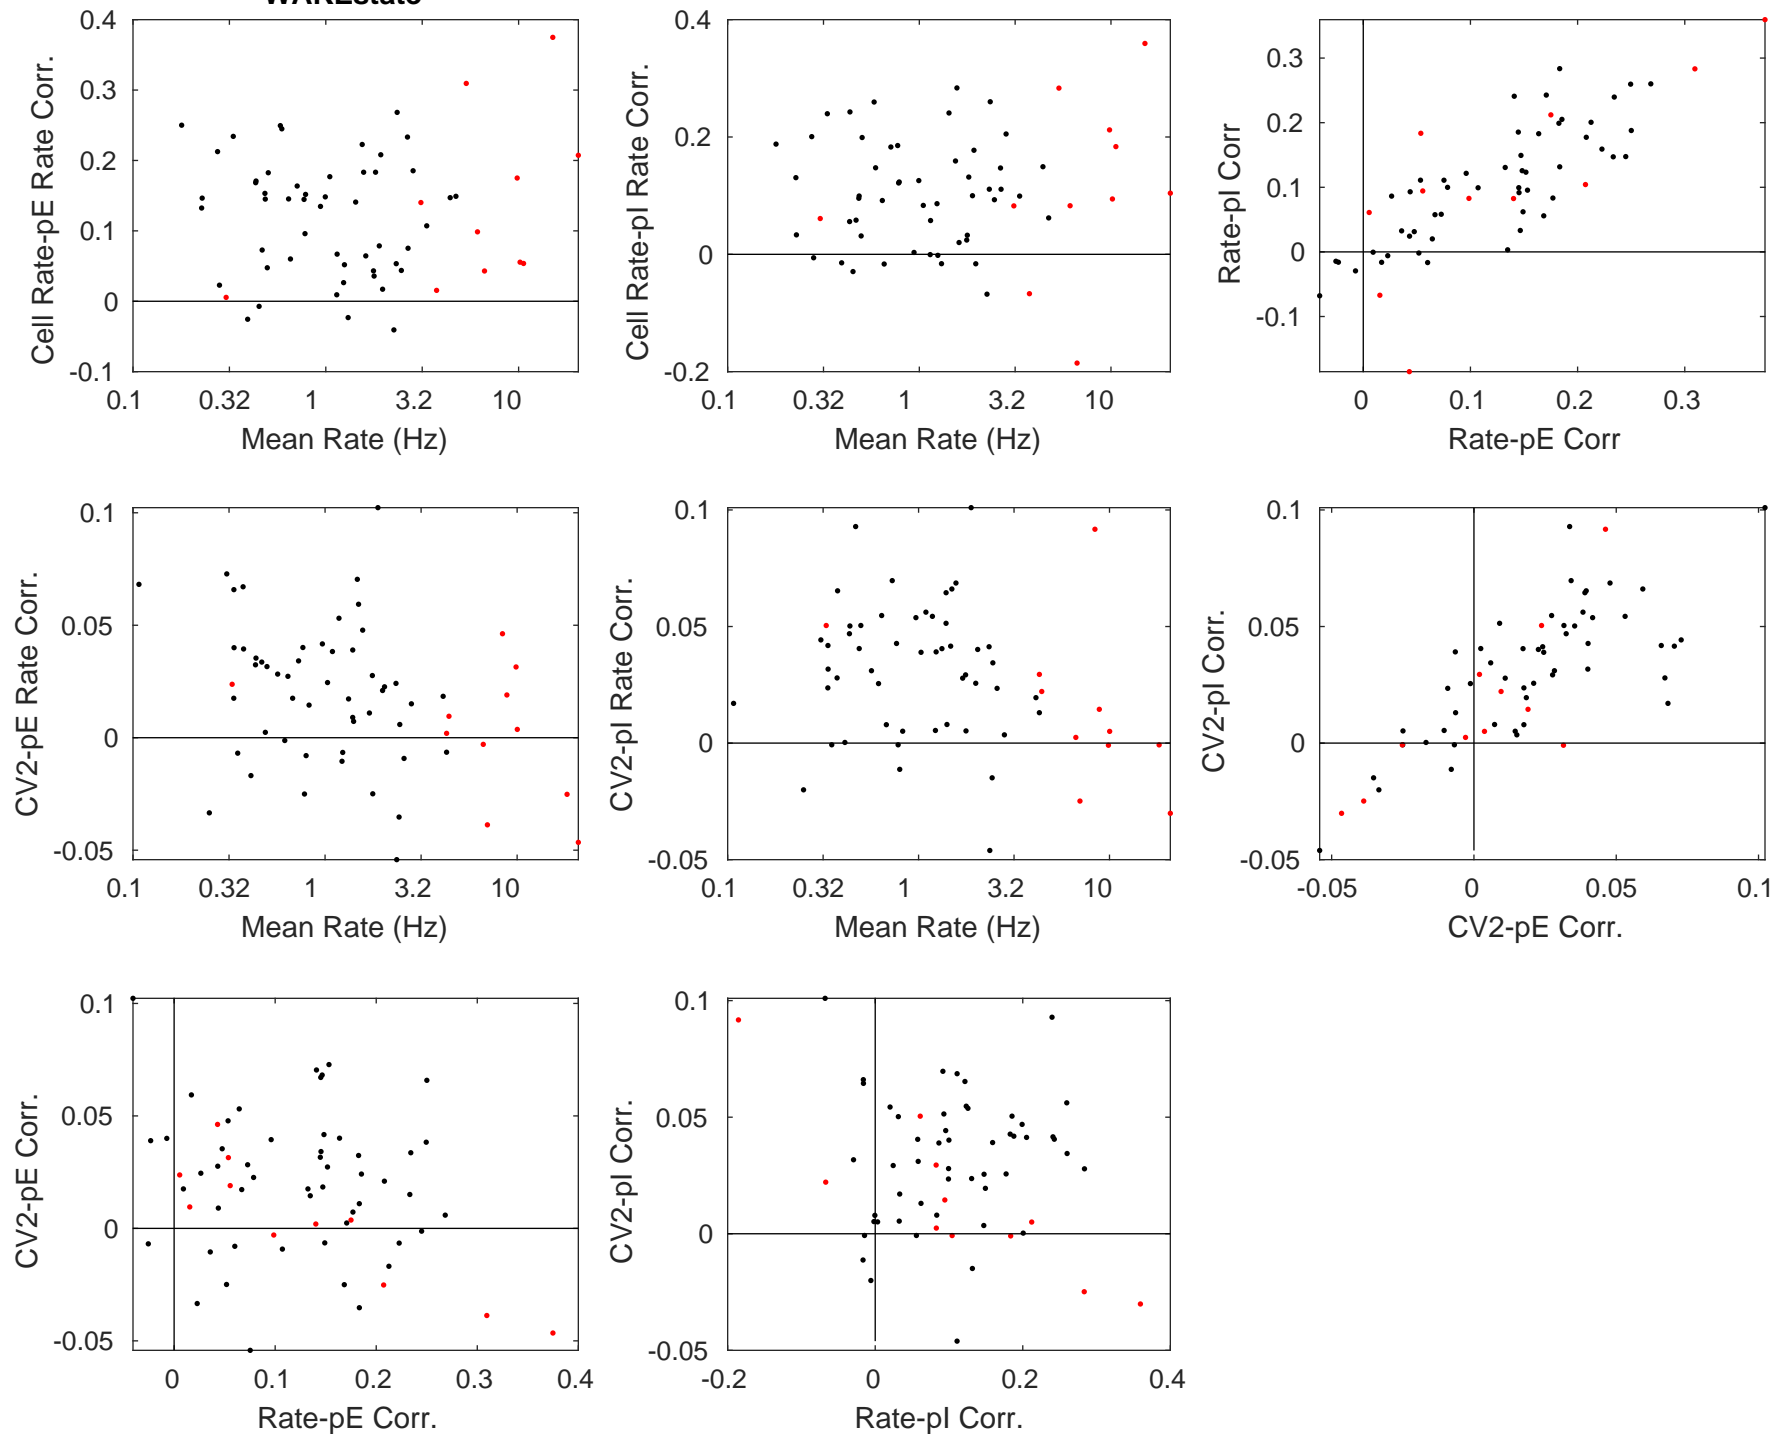 WAKEstate
0.4
0.3
0.2
0.1
0
-0.1
Cell Rate-pE Rate Corr.
0.1 0.32 1 3.2 10
Mean Rate (Hz)
0.4
0.2
0
-0.2
Cell Rate-pI Rate Corr.
0.1 0.32 1 3.2 10
Mean Rate (Hz)
0.3
0.2
0.1
0
-0.1
Rate-pI Corr
0 0.1 0.2 0.3
Rate-pE Corr
0.1
0.05
0
-0.05
CV2-pE Rate Corr.
0.1 0.32 1 3.2 10
Mean Rate (Hz)
0.1
0.05
0
-0.05
CV2-pI Rate Corr.
0.1 0.32 1 3.2 10
Mean Rate (Hz)
0.1
0.05
0
-0.05
CV2-pI Corr.
-0.05 0 0.05 0.1
CV2-pE Corr.
0.1
0.05
0
-0.05
CV2-pE Corr.
0 0.1 0.2 0.3 0.4
Rate-pE Corr.
0.1
0.05
0
-0.05
CV2-pI Corr.
-0.2 0 0.2 0.4
Rate-pI Corr.